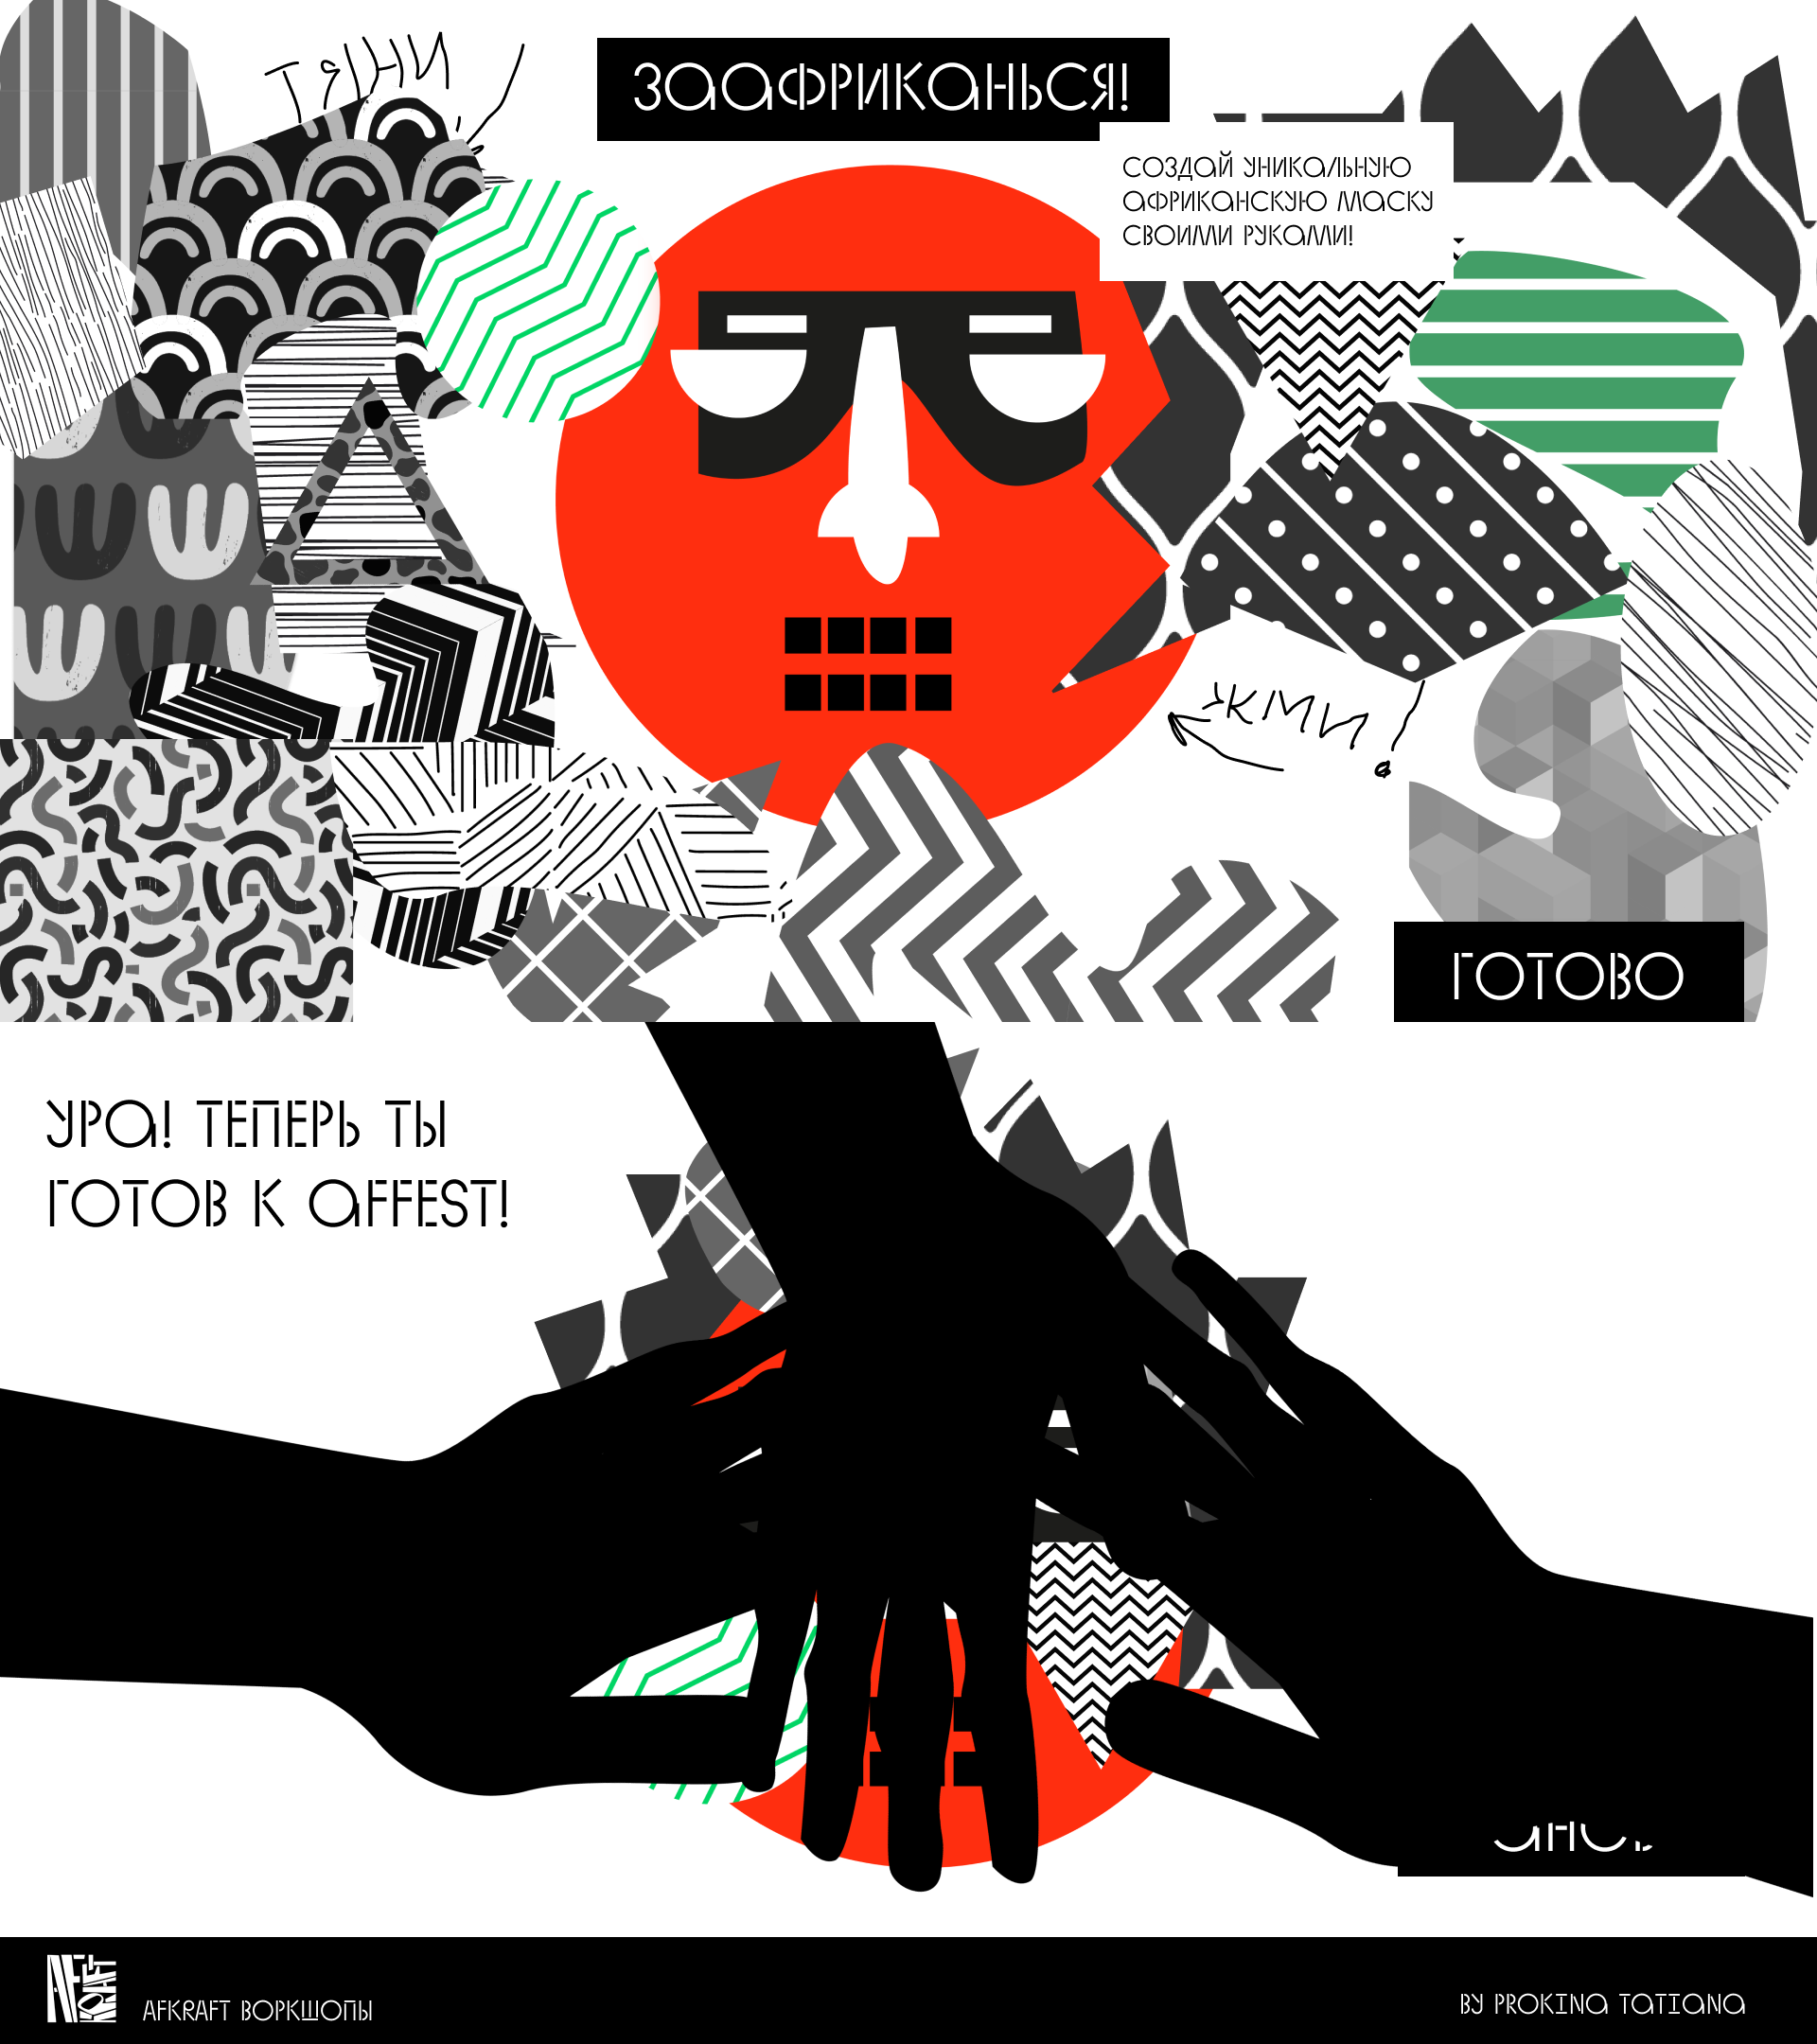 ТЯНИ!
ЗААФРИКАНЬСЯ!
СОЗДАЙ УНИКАЛЬНУЮ
АФРИКАНСКУЮ МАСКУ
СВОИМИ РУКАМИ!
ЖМИ!
ГОТОВО
УРА! ТЕПЕРЬ ТЫ
ГОТОВ К AFFEST!
AFKRAFT
AFKRAFT ВОРКШОПЫ
BY PROKINA TATIANA